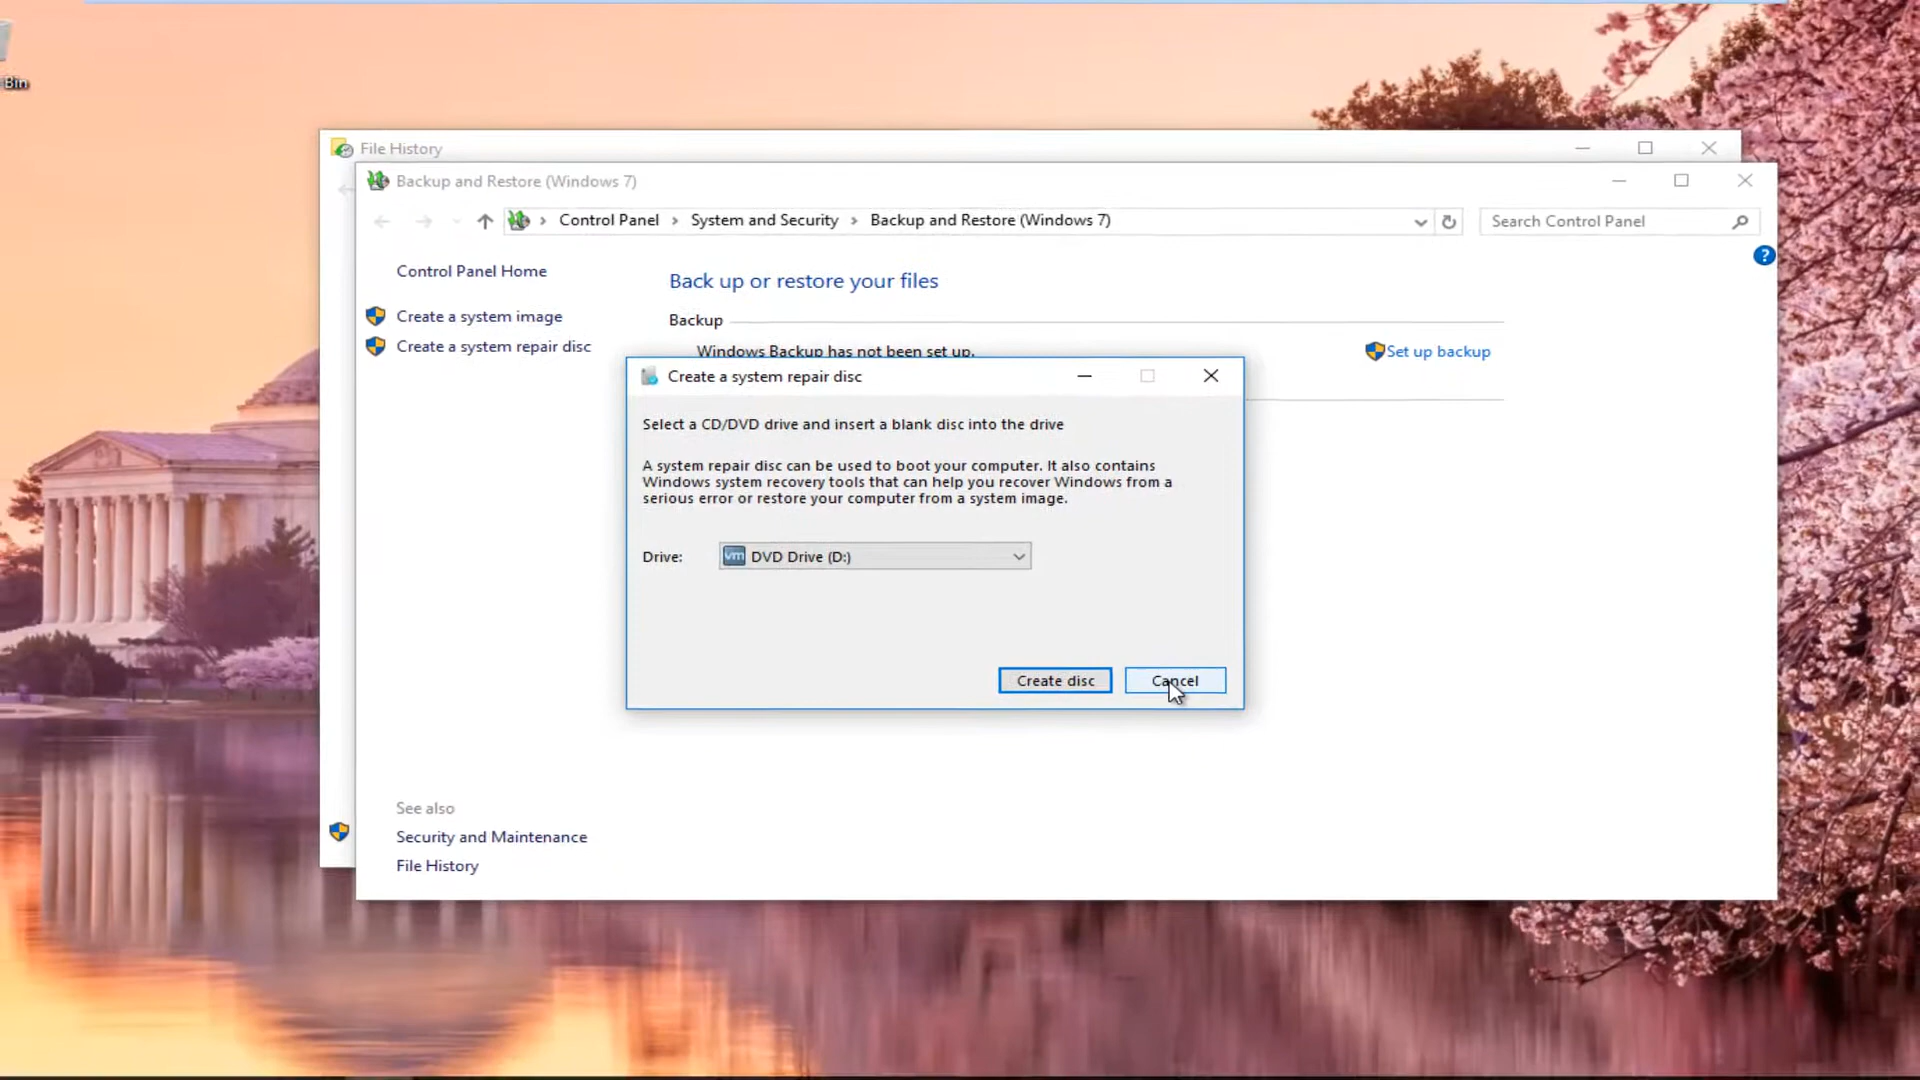 Bin
File History
Backup and Restore (Windows 7)
Control Panel
System and Security
Backup and Restore (Windows 7)
Search Control Panel
?
Control Panel Home
Create a system image
Create a system repair disc
Back up or restore your files
Backup
Windows Backup has not been set up.
Set up backup
Create a system repair disc
Select a CD/DVD drive and insert a blank disc into the drive
A system repair disc can be used to boot your computer. It also contains
Windows system recovery tools that can help you recover Windows from a
serious error or restore your computer from a system image.
Drive:
vm DVD Drive (D:)
Create disc
Cancel
See also
Security and Maintenance
File History